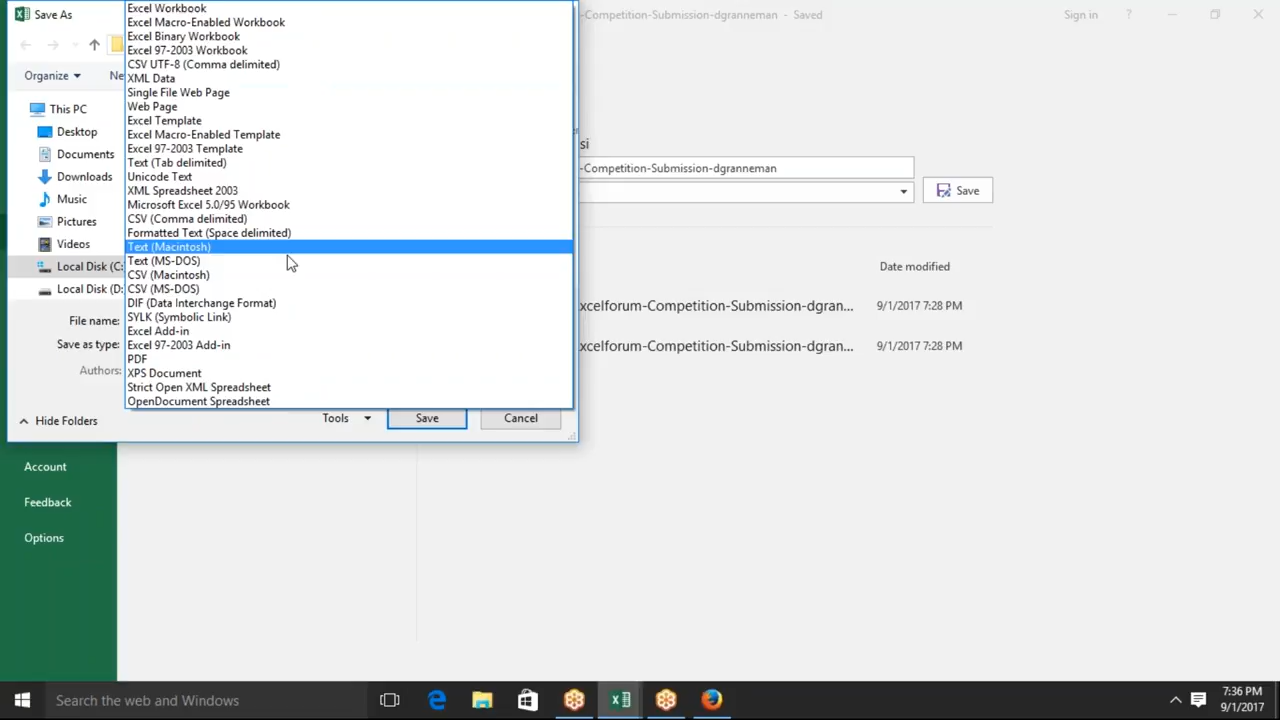 Save As
-Competition-Submission-dgranneman - Saved
Sign in
?
Organize
Ne
This PC
Desktop
Documents
Downloads
Music
Pictures
Videos
Local Disk (C:
Local Disk (D:
File name:
Save as type:
Authors:
Hide Folders
Excel Workbook
Excel Macro-Enabled Workbook
Excel Binary Workbook
Excel 97-2003 Workbook
CSV UTF-8 (Comma delimited)
XML Data
Single File Web Page
Web Page
Excel Template
Excel Macro-Enabled Template
Excel 97-2003 Template
Text (Tab delimited)
Unicode Text
XML Spreadsheet 2003
Microsoft Excel 5.0/95 Workbook
CSV (Comma delimited)
Formatted Text (Space delimited)
Text (Macintosh)
Text (MS-DOS)
CSV (Macintosh)
CSV (MS-DOS)
DIF (Data Interchange Format)
SYLK (Symbolic Link)
Excel Add-in
Excel 97-2003 Add-in
PDF
XPS Document
Strict Open XML Spreadsheet
OpenDocument Spreadsheet
Tools
Save
Cancel
si
-Competition-Submission-dgranneman
Save
Date modified
xcelforum-Competition-Submission-dgran... 9/1/2017 7:28 PM
xcelforum-Competition-Submission-dgran... 9/1/2017 7:28 PM
Account
Feedback
Options
Search the web and Windows
7:36 PM
9/1/2017